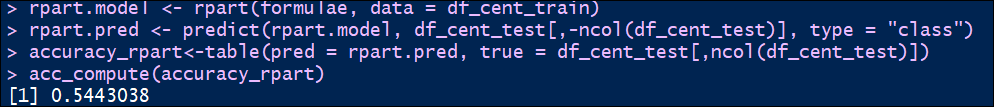 > rpart.model <- rpart(formulae, data = df_cent_train)
> rpart.pred <- predict(rpart.model, df_cent_test[,-ncol(df_cent_test)], type = "class")
> accuracy_rpart<-table(pred = rpart.pred, true = df_cent_test[,ncol(df_cent_test)])
> acc_compute(accuracy_rpart)
[1] 0.5443038